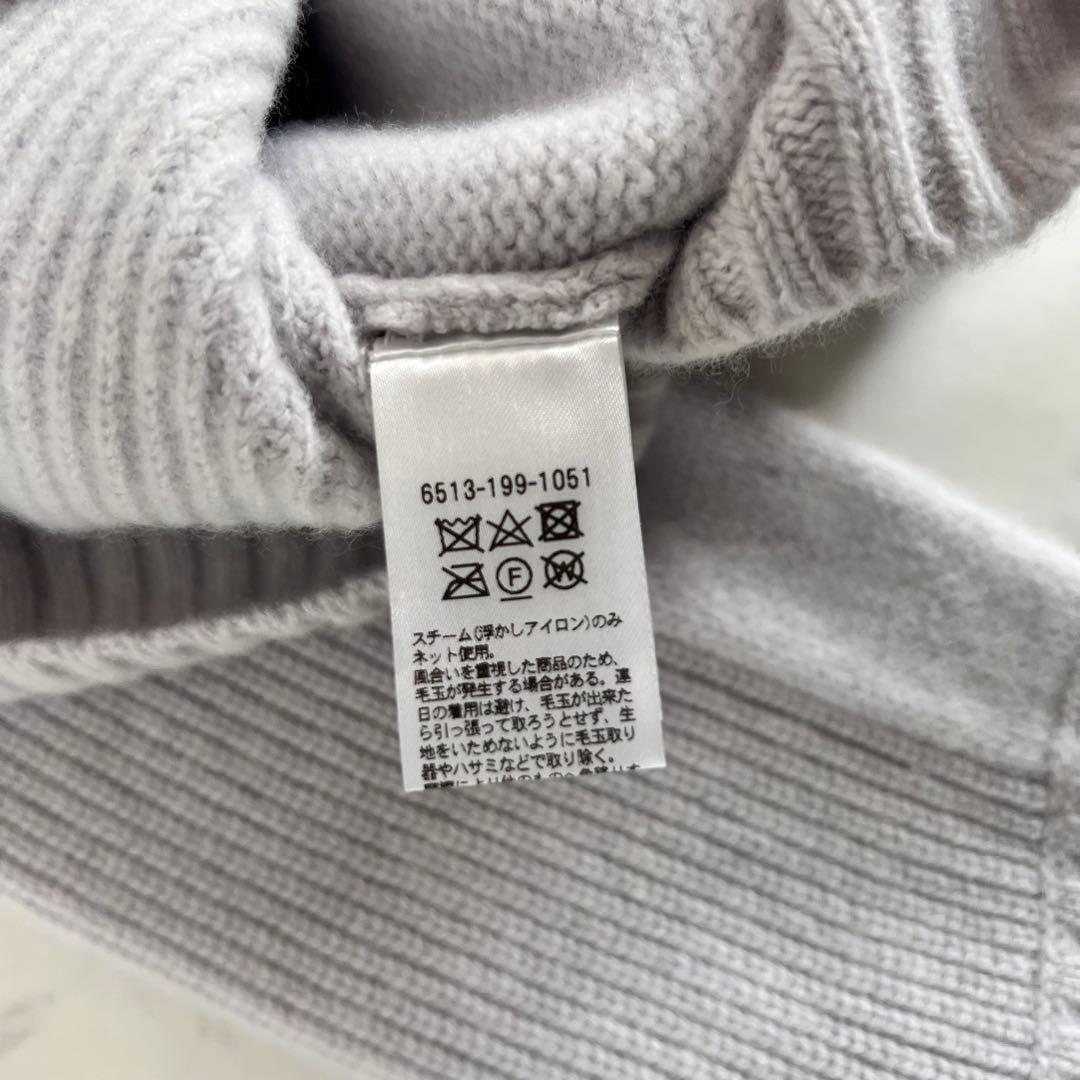 6513-199-1051
F W
スチーム(浮かしアイロン)のみ
ネット使用。
風合いを重視した商品のため、
毛玉が発生する場合がある。連
日の着用は避け、毛玉が出来た
ら引っ張って取ろうとせず、生
地をいためないように毛玉取り
器やハサミなどで取り除く。